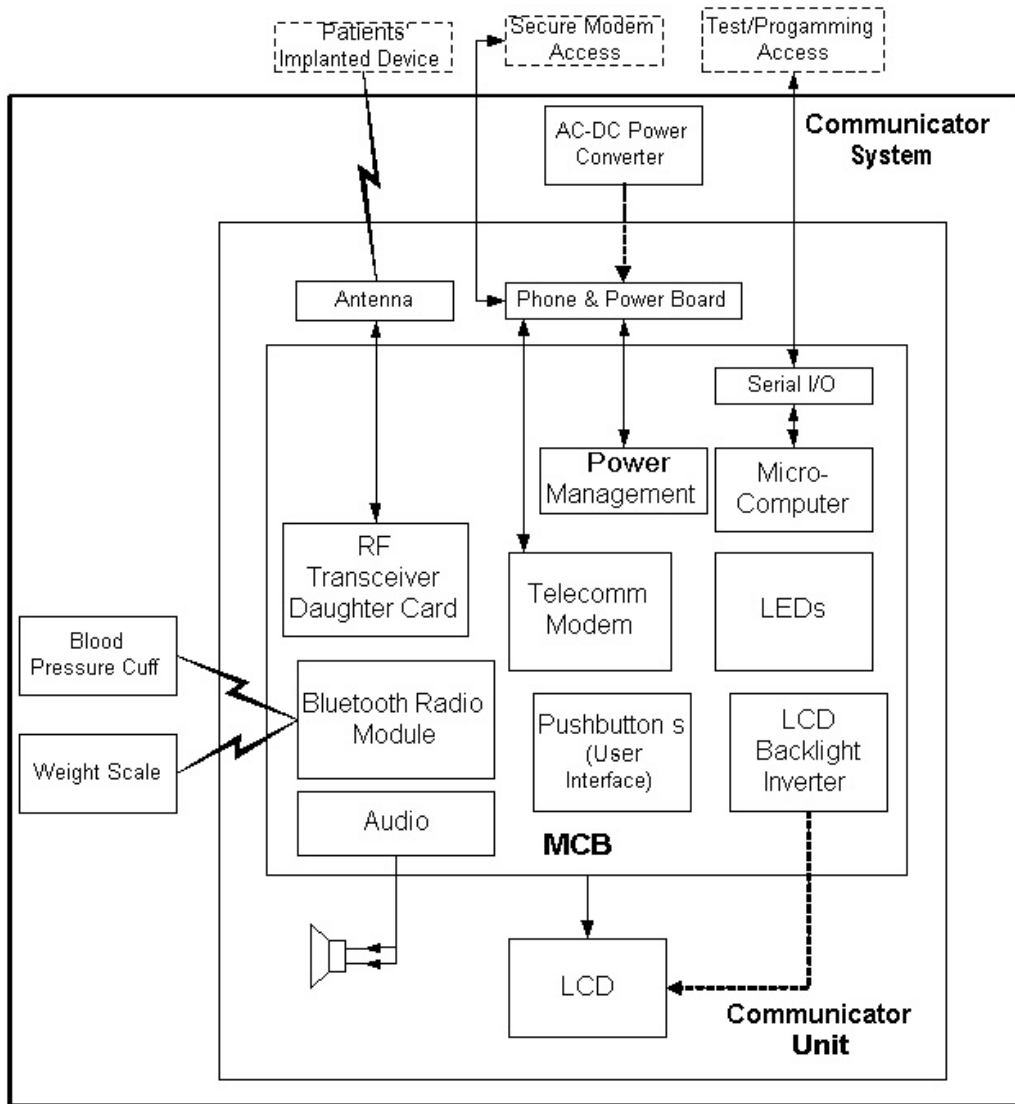 Patients'
Implanted Device
Secure Modem
Access
Test/Progamming
Access
AC-DC Power
Converter
Communicator
System
Antenna
Phone & Power Board
Serial I/O
Power
Management
Micro-
Computer
RF
Transceiver
Daughter Card
Telecomm
Modem
LEDs
Blood
Pressure Cuff
Bluetooth Radio
Module
Pushbutton s
(User
Interface)
LCD
Backlight
Inverter
Weight Scale
Audio
MCB
LCD
Communicator
Unit